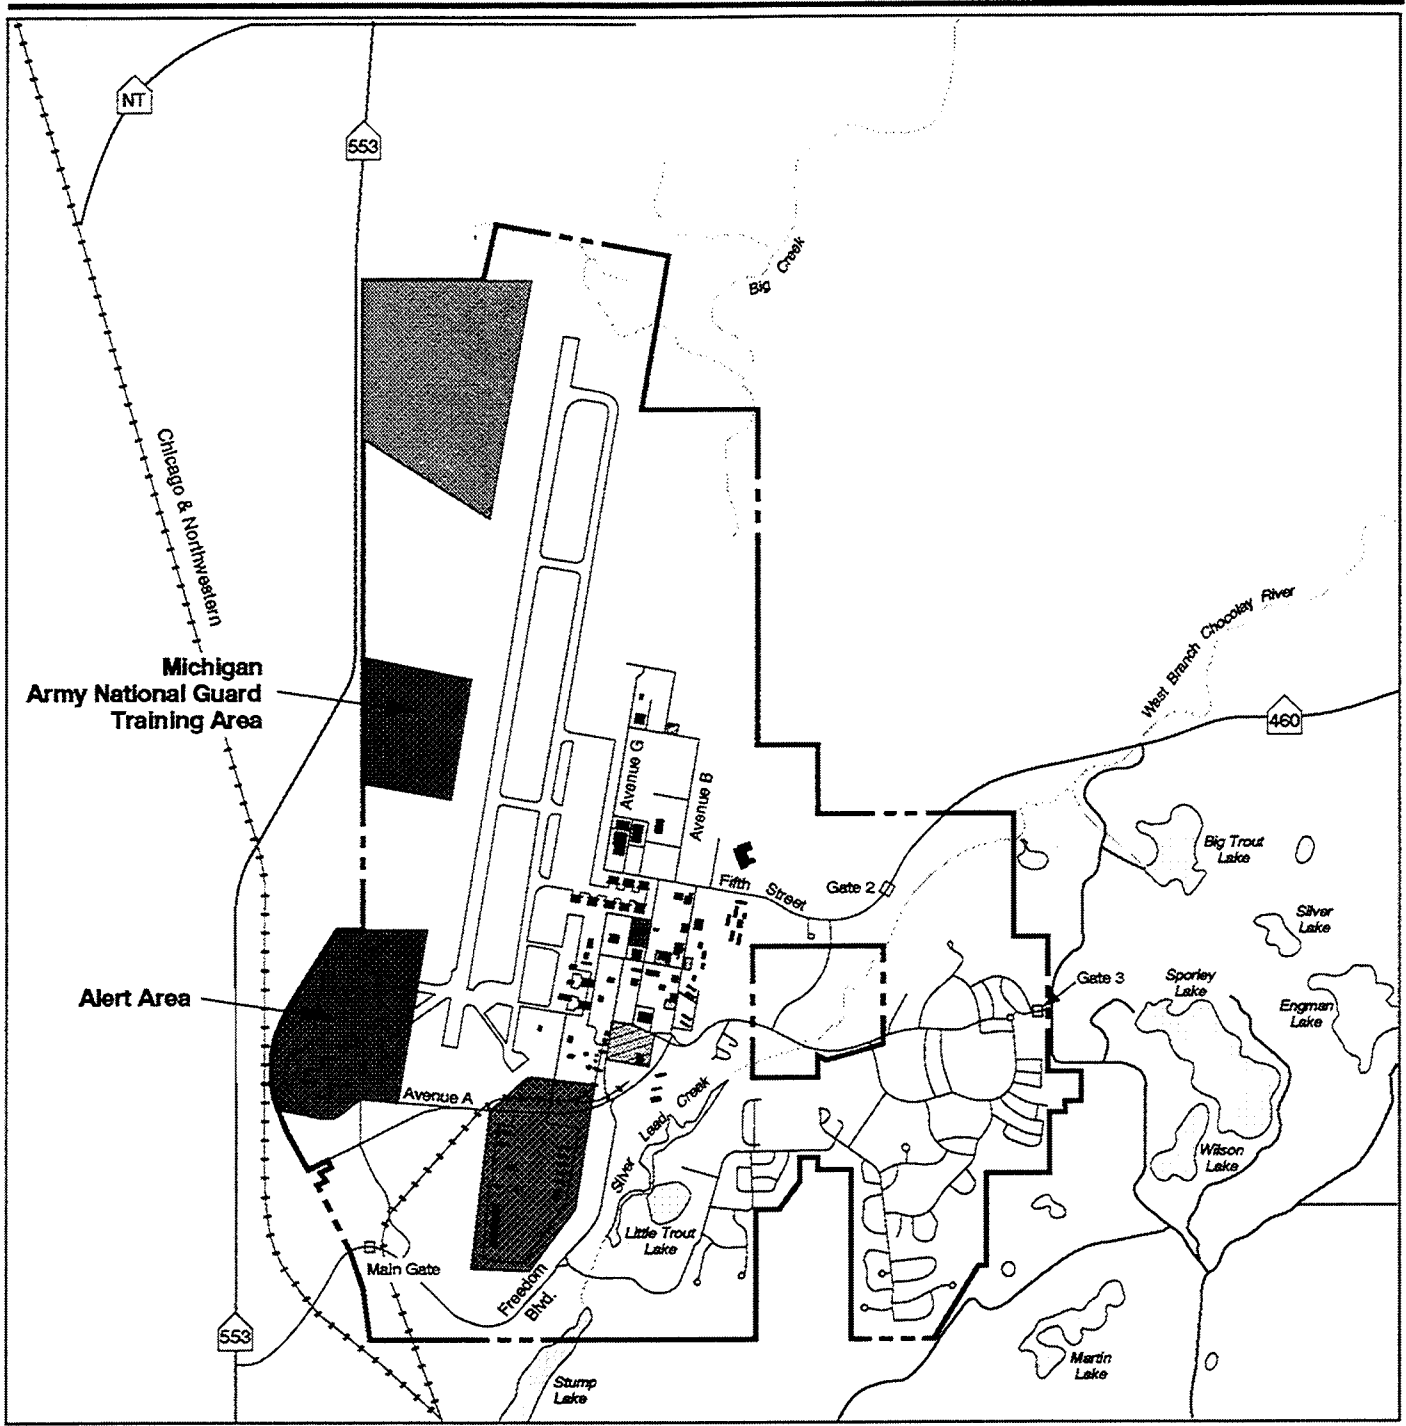 NT
553
Big Creek
Chicago & Northwestern
West Branch Chocolay River
Michigan
Army National Guard
Training Area
460
Avenue G
Avenue B
Big Trout
Lake
Fifth Street
Gate 2
Silver
Lake
Alert Area
Gate 3
Sporley
Lake
Engman
Lake
Avenue A
Silver Lead Creek
Wilson
Lake
Little Trout
Lake
Main Gate
Freedom
Blvd.
553
Martin
Lake
Stump
Lake